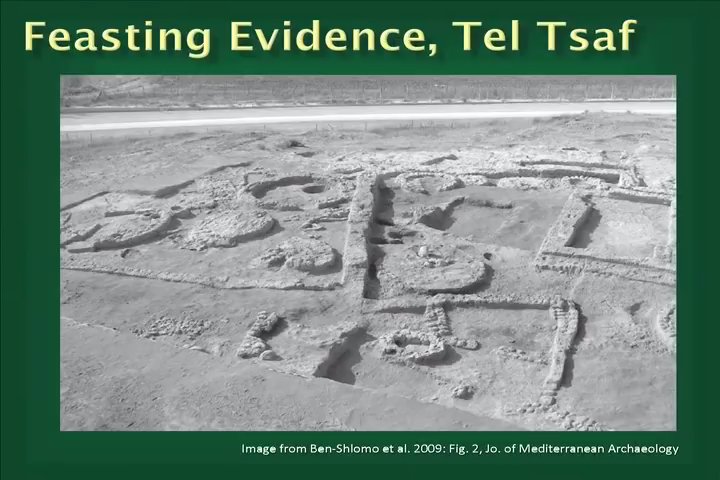 Feasting Evidence, Tel Tsaf
Image from Ben-Shlomo et al. 2009: Fig. 2, Jo. of Mediterranean Archaeology